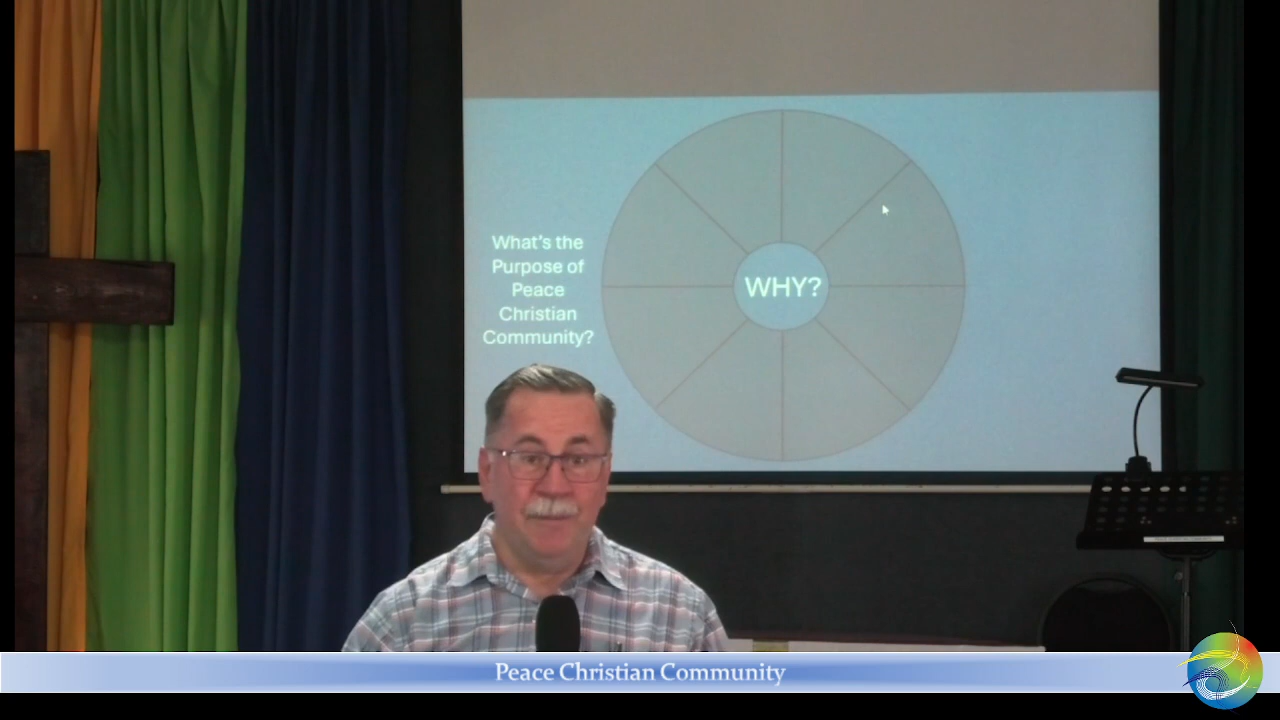 What's the
Purpose of
Peace
Christian
Community?
WHY?
Peace Christian Community